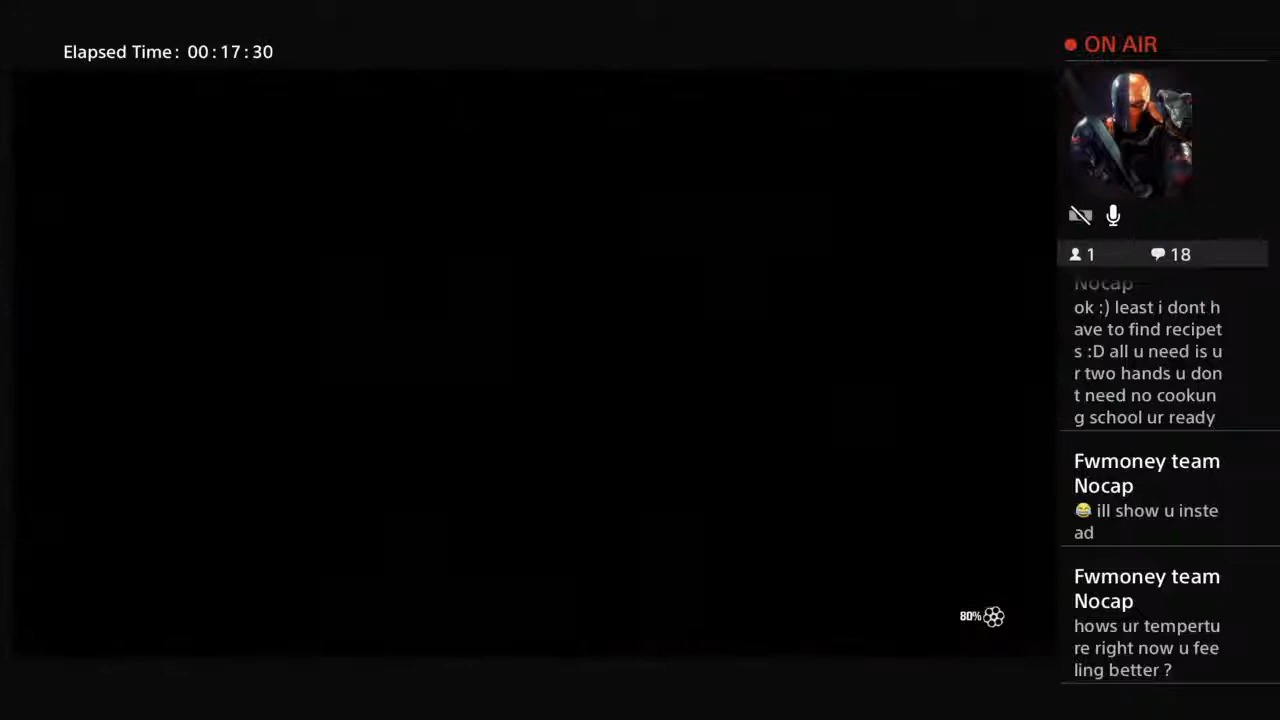 Elapsed Time: 00:17:30
ON AIR
1
18
Nocap
ok :) least i dont h
ave to find recipet
s :D all u need is u
r two hands u don
t need no cookun
g school ur ready
Fwmoney team
Nocap
😂 ill show u inste
ad
Fwmoney team
Nocap
hows ur tempertu
re right now u fee
ling better ?
80%